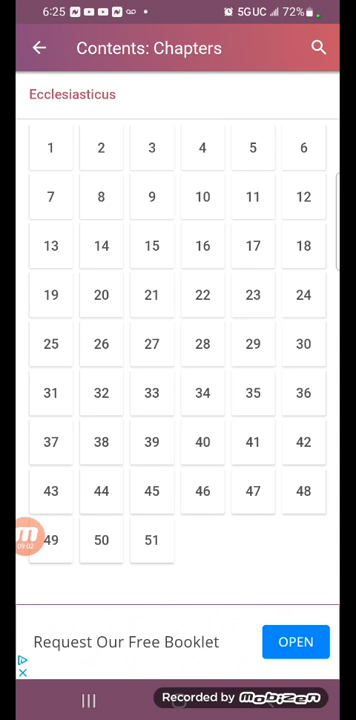 6:25 5GUC 72%
Contents: Chapters
Ecclesiasticus
1 2 3 4 5 6
7 8 9 10 11 12
13 14 15 16 17 18
19 20 21 22 23 24
25 26 27 28 29 30
31 32 33 34 35 36
37 38 39 40 41 42
43 44 45 46 47 48
49 50 51
09:02
Request Our Free Booklet OPEN
Recorded by mobizen